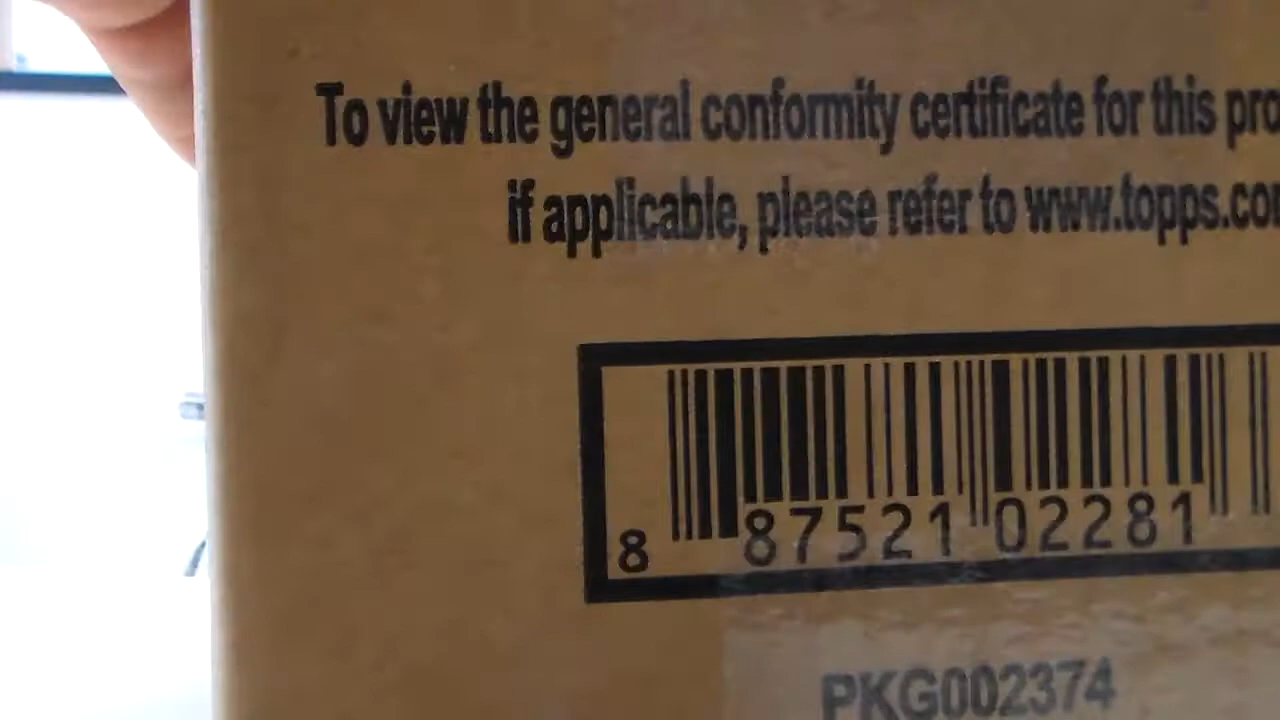 To view the general conformity certificate for this pro
if applicable, please refer to www.topps.co
8 87521 02281
PKG002374